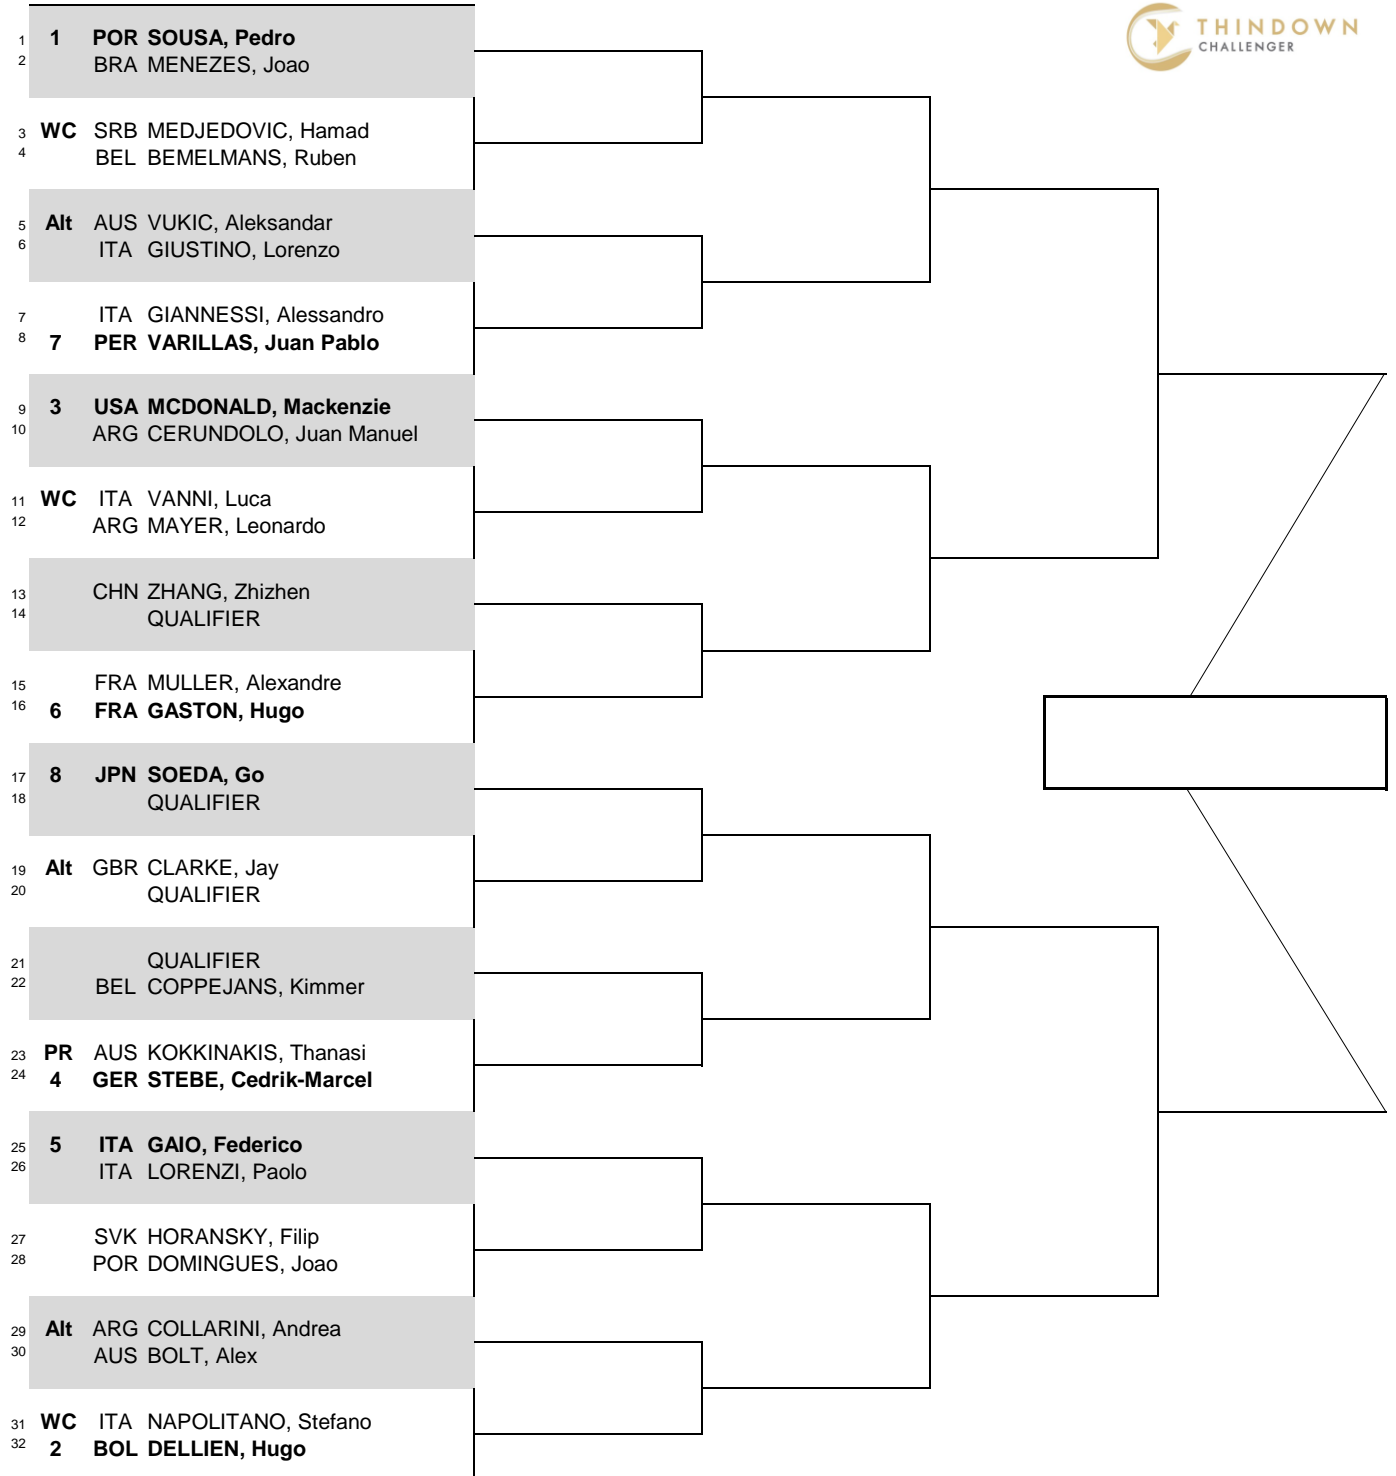 THINDOWN
CHALLENGER
1 1 POR SOUSA, Pedro
2 BRA MENEZES, Joao
3 WC SRB MEDJEDOVIC, Hamad
4 BEL BEMELMANS, Ruben
5 Alt AUS VUKIC, Aleksandar
6 ITA GIUSTINO, Lorenzo
7 ITA GIANNESSI, Alessandro
8 7 PER VARILLAS, Juan Pablo
9 3 USA MCDONALD, Mackenzie
10 ARG CERUNDOLO, Juan Manuel
11 WC ITA VANNI, Luca
12 ARG MAYER, Leonardo
13 CHN ZHANG, Zhizhen
14 QUALIFIER
15 FRA MULLER, Alexandre
16 6 FRA GASTON, Hugo
17 8 JPN SOEDA, Go
18 QUALIFIER
19 Alt GBR CLARKE, Jay
20 QUALIFIER
21 QUALIFIER
22 BEL COPPEJANS, Kimmer
23 PR AUS KOKKINAKIS, Thanasi
24 4 GER STEBE, Cedrik-Marcel
25 5 ITA GAIO, Federico
26 ITA LORENZI, Paolo
27 SVK HORANSKY, Filip
28 POR DOMINGUES, Joao
29 Alt ARG COLLARINI, Andrea
30 AUS BOLT, Alex
31 WC ITA NAPOLITANO, Stefano
32 2 BOL DELLIEN, Hugo